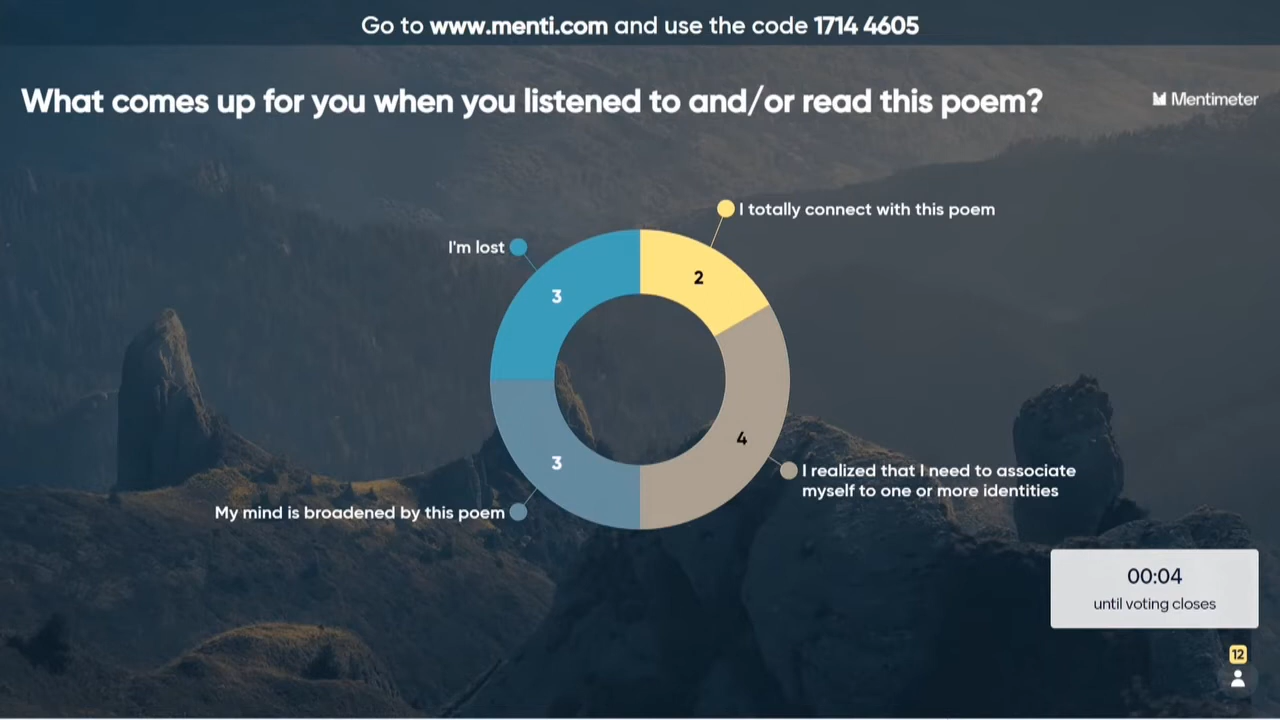 Go to www.menti.com and use the code 1714 4605
What comes up for you when you listened to and/or read this poem?
Mentimeter
I totally connect with this poem
I'm lost
2
3
4
3
I realized that I need to associate
myself to one or more identities
My mind is broadened by this poem
00:04
until voting closes
12